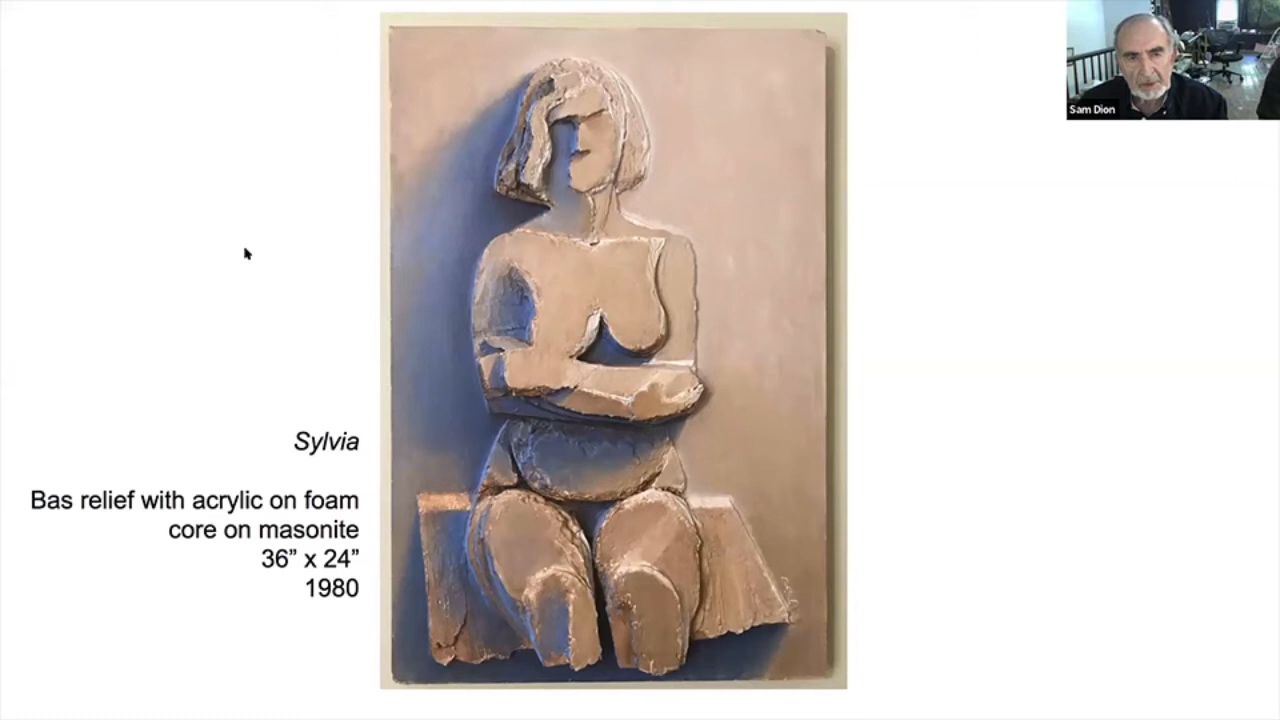 Sam Dion
Sylvia
Bas relief with acrylic on foam
core on masonite
36” x 24”
1980